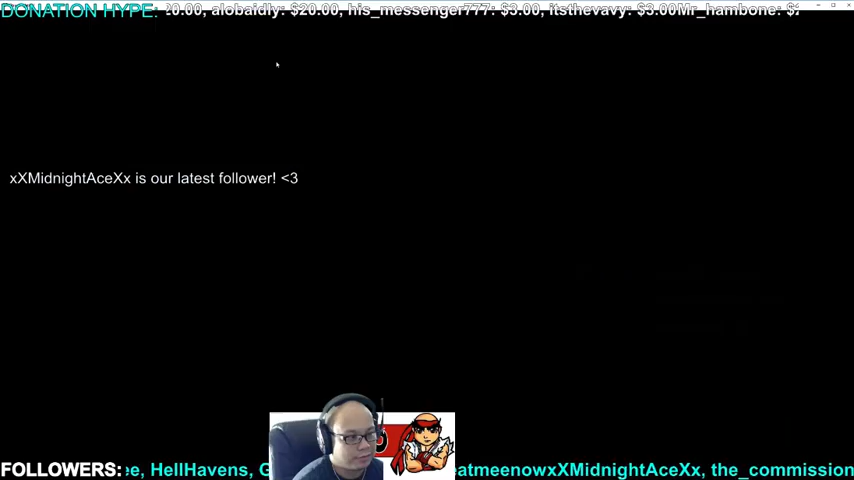 DONATION HYPE: 20.00, alobaidly: $20.00, his_messenger777: $3.00, itsthevavy: $3.00Mr_hambone:
xXMidnightAceXx is our latest follower! <3
FOLLOWERS: HellHavens, eatmeenowxXMidnightAceXx, the_commission